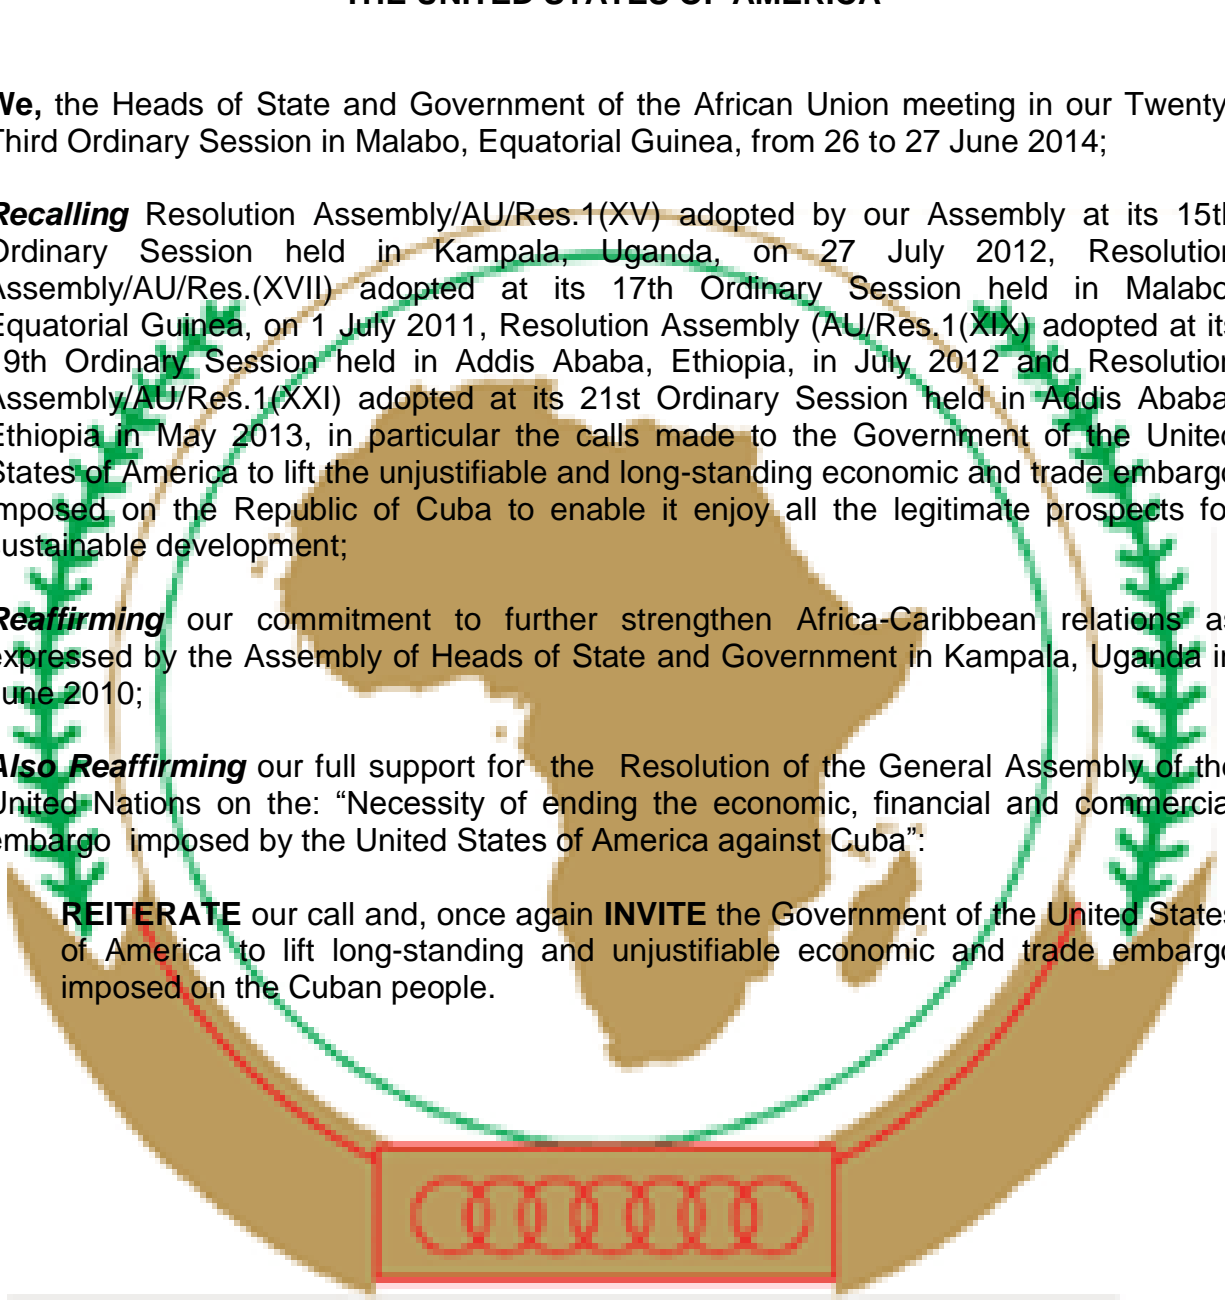 THE UNITED STATES OF AMERICA
We, the Heads of State and Government of the African Union meeting in our Twenty
Third Ordinary Session in Malabo, Equatorial Guinea, from 26 to 27 June 2014;
Recalling Resolution Assembly/AU/Res.1(XV) adopted by our Assembly at its 15th
Ordinary Session held in Kampala, Uganda, on 27 July 2012, Resolution
Assembly/AU/Res.(XVII) adopted at its 17th Ordinary Session held in Malabo
Equatorial Guinea, on 1 July 2011, Resolution Assembly (AU/Res.1(XIX) adopted at its
19th Ordinary Session held in Addis Ababa, Ethiopia, in July 2012 and Resolution
Assembly/AU/Res.1(XXI) adopted at its 21st Ordinary Session held in Addis Ababa,
Ethiopia in May 2013, in particular the calls made to the Government of the United
States of America to lift the unjustifiable and long-standing economic and trade embargo
imposed on the Republic of Cuba to enable it enjoy all the legitimate prospects for
sustainable development;
Reaffirming our commitment to further strengthen Africa-Caribbean relations as
expressed by the Assembly of Heads of State and Government in Kampala, Uganda in
June 2010;
Also Reaffirming our full support for the Resolution of the General Assembly of the
United Nations on the: “Necessity of ending the economic, financial and commercial
embargo imposed by the United States of America against Cuba”:
REITERATE our call and, once again INVITE the Government of the United States
of America to lift long-standing and unjustifiable economic and trade embargo
imposed on the Cuban people.